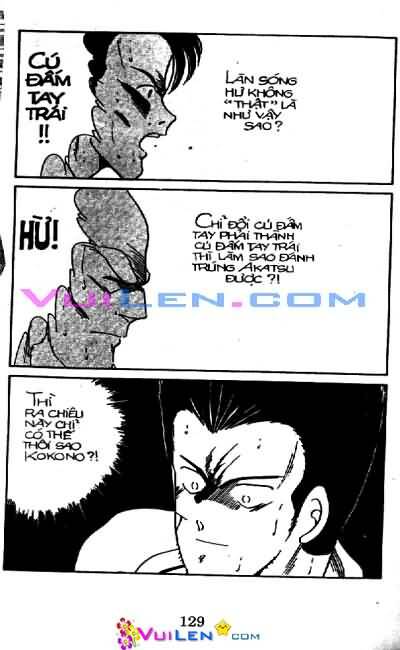 CÚ
ĐẤM
TAY
TRÁI
!!
LÀN SÓNG
HƯ KHÔNG
"THẬT" LÀ
NHƯ VẬY
SAO?
HỪ!
CHỈ ĐỔI CÚ ĐẤM
TAY PHẢI THÀNH
CÚ ĐẤM TAY TRÁI
THÌ LÀM SAO ĐÁNH
TRÚNG AKATSU
ĐƯỢC?!
VUILEN.COM
THÌ
RA CHIÊU
NÀY CHỈ
CÓ THẾ
THÔI SAO
KOKONO?!
129
VUILEN.COM